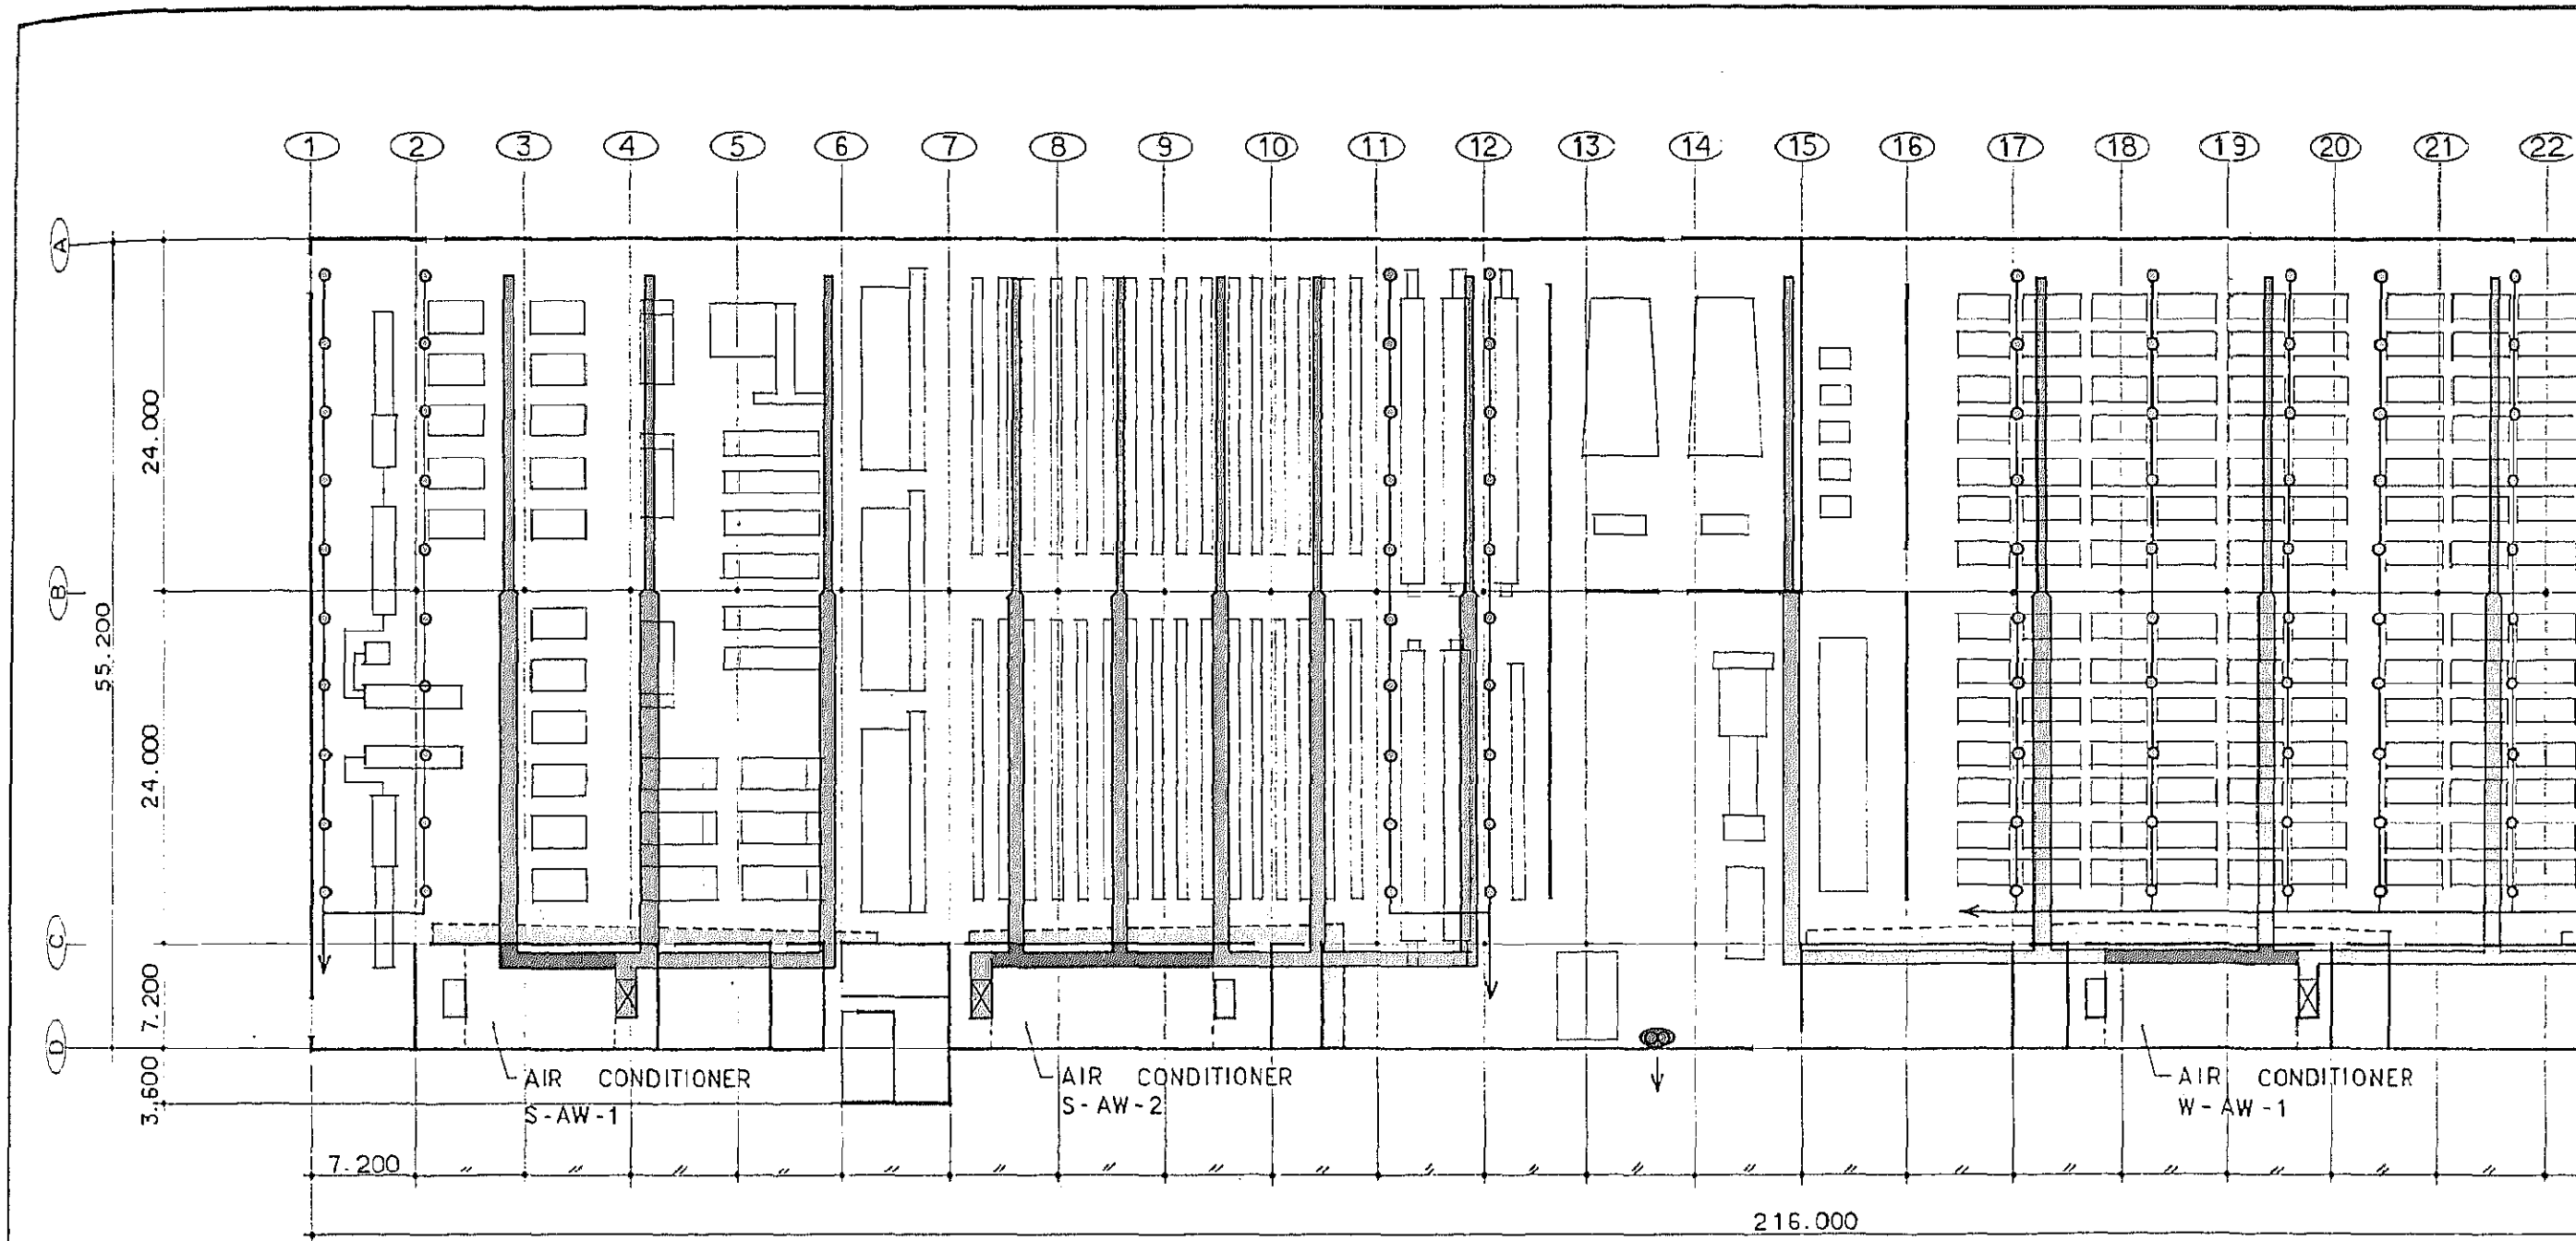 1 2 3 4 5 6 7 8 9 10 11 12 13 14 15 16 17 18 19 20 21 22
A
24.000
B
55.200
24.000
C
7.200
D
3.600
AIR CONDITIONER
S-AW-1
AIR CONDITIONER
S-AW-2
AIR CONDITIONER
W-AW-1
7.200 〃 〃 〃 〃 〃 〃 〃 〃 〃 〃 〃 〃 〃 〃 〃 〃 〃 〃 〃 〃
216.000